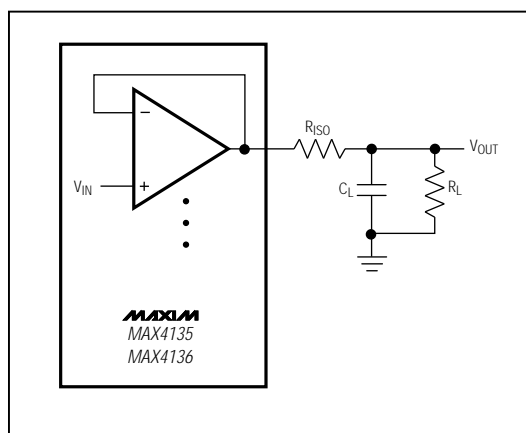 −
+
V_IN
R_ISO
V_OUT
C_L
R_L
MAXIM
MAX4135
MAX4136